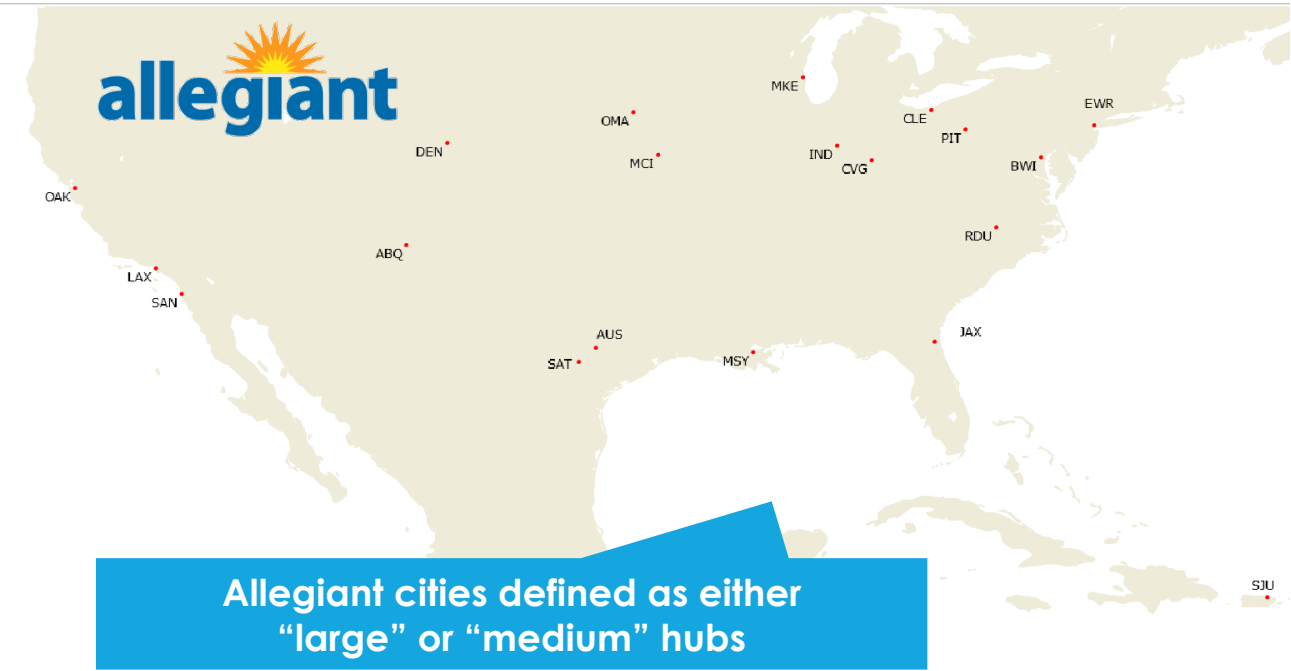 allegiant
MKE
EWR
OMA
CLE
PIT
DEN
IND
MCI
CVG
BWI
OAK
RDU
ABQ
LAX
SAN
AUS
JAX
SAT
MSY
SJU
Allegiant cities defined as either
“large” or “medium” hubs